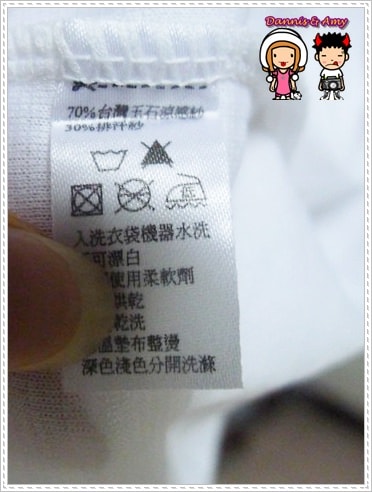 Dannis & Amy
70%台灣玉石涼感紗
30%排汗紗
入洗衣袋機器水洗
可漂白
使用柔軟劑
烘乾
乾洗
溫墊布整燙
深色淺色分開洗滌